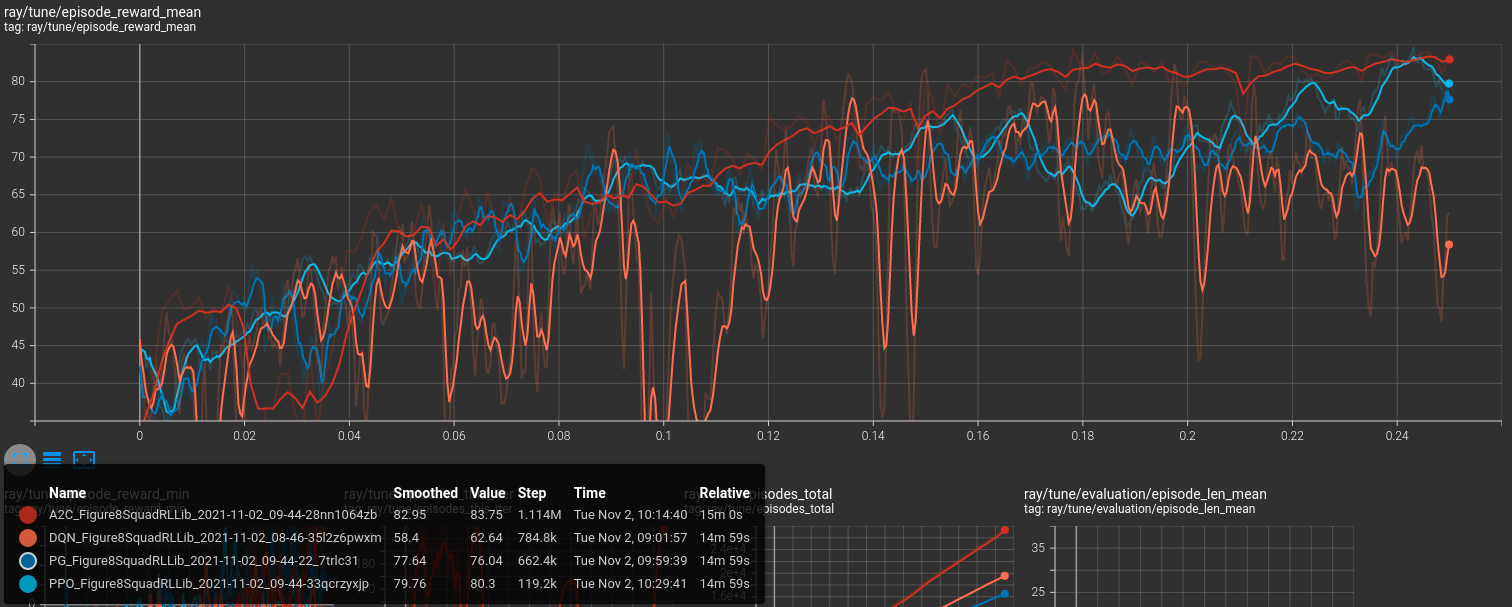 ray/tune/episode_reward_mean
tag: ray/tune/episode_reward_mean
80
75
70
65
60
55
50
45
40
0 0.02 0.04 0.06 0.08 0.1 0.12 0.14 0.16 0.18 0.2 0.22 0.24
ray/tune/episode_reward_min
episodes_total
ray/tune/evaluation/episode_len_mean
episodes_total
tag: ray/tune/evaluation/episode_len_mean
Name Smoothed Value Step Time Relative
A2C_Figure8SquadRLLib_2021-11-02_09-44-28nn1064zb 82.95 83.75 1.114M Tue Nov 2, 10:14:40 15m 0s
DQN_Figure8SquadRLLib_2021-11-02_08-46-35l2z6pwxm 58.4 62.64 784.8k Tue Nov 2, 09:01:57 14m 59s
PG_Figure8SquadRLLib_2021-11-02_09-44-22_7trlc31 77.64 76.04 662.4k Tue Nov 2, 09:59:39 14m 59s
PPO_Figure8SquadRLLib_2021-11-02_09-44-33qcrzyxjp 79.76 80.3 119.2k Tue Nov 2, 10:29:41 14m 59s
35
25